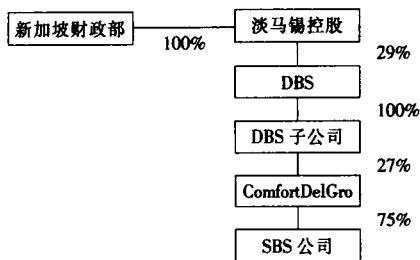 新加坡财政部
100%
淡马锡控股
29%
DBS
100%
DBS 子公司
27%
ComfortDelGro
75%
SBS 公司